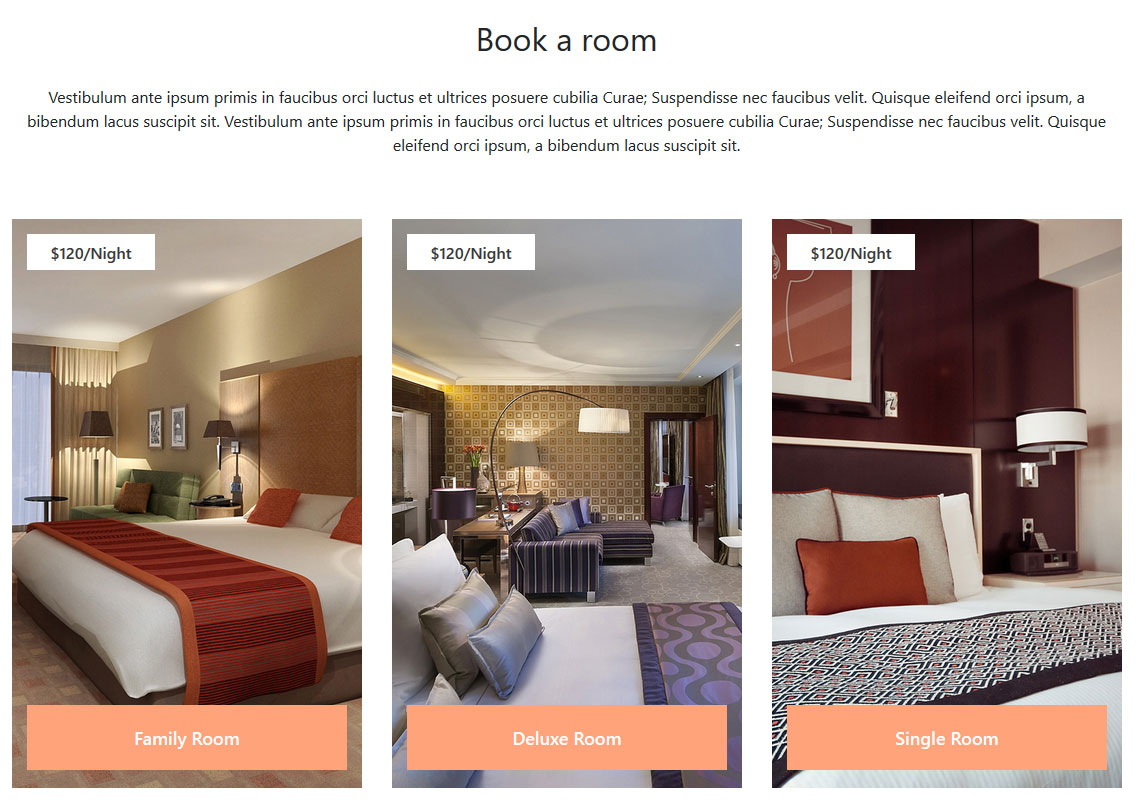 Book a room
Vestibulum ante ipsum primis in faucibus orci luctus et ultrices posuere cubilia Curae; Suspendisse nec faucibus velit. Quisque eleifend orci ipsum, a
bibendum lacus suscipit sit. Vestibulum ante ipsum primis in faucibus orci luctus et ultrices posuere cubilia Curae; Suspendisse nec faucibus velit. Quisque
eleifend orci ipsum, a bibendum lacus suscipit sit.
$120/Night
$120/Night
$120/Night
Family Room
Deluxe Room
Single Room